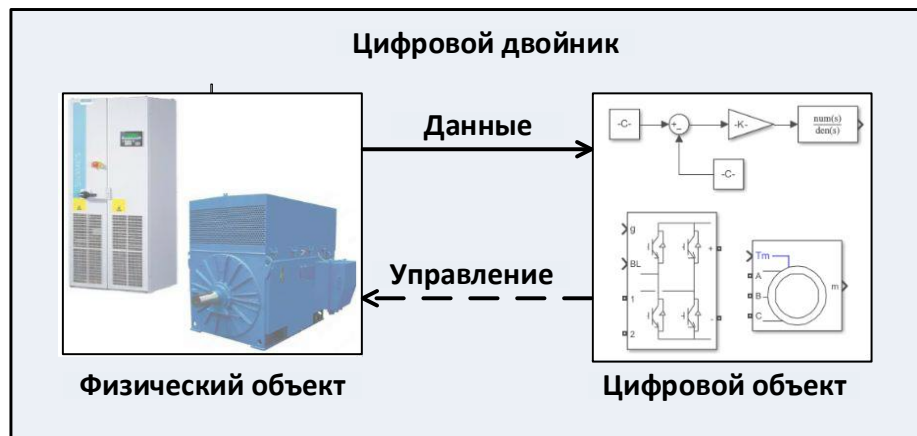 Цифровой двойник
Данные
Управление
-C-
+
-
-K-
num(s)
den(s)
-C-
g
BL
1
2
+
-
Tm
A
B
C
m
Физический объект
Цифровой объект